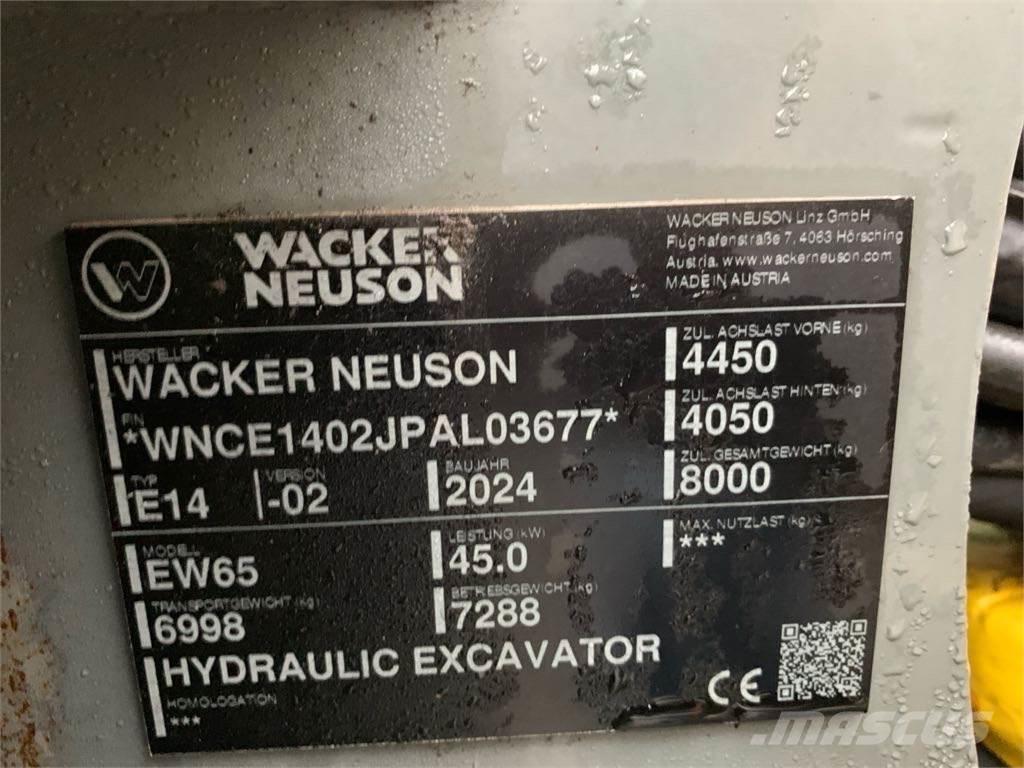 WACKER
NEUSON
WACKER NEUSON Linz GmbH
Flughafenstraße 7, 4063 Hörsching
Austria. www.wackerneuson.com
MADE IN AUSTRIA
HERSTELLER
WACKER NEUSON
FIN
*WNCE1402JPAL03677*
TYP VERSION BAUJAHR
E14 -02 2024
ZUL. ACHSLAST VORNE (kg)
4450
ZUL. ACHSLAST HINTEN (kg)
4050
ZUL. GESAMTGEWICHT (kg)
8000
MODELL LEISTUNG (kW)
EW65 45.0
TRANSPORTGEWICHT (kg) BETRIEBSGEWICHT (kg)
6998 7288
MAX. NUTZLAST (kg)
***
HYDRAULIC EXCAVATOR
HOMOLOGATION
***
CE
MASCUS